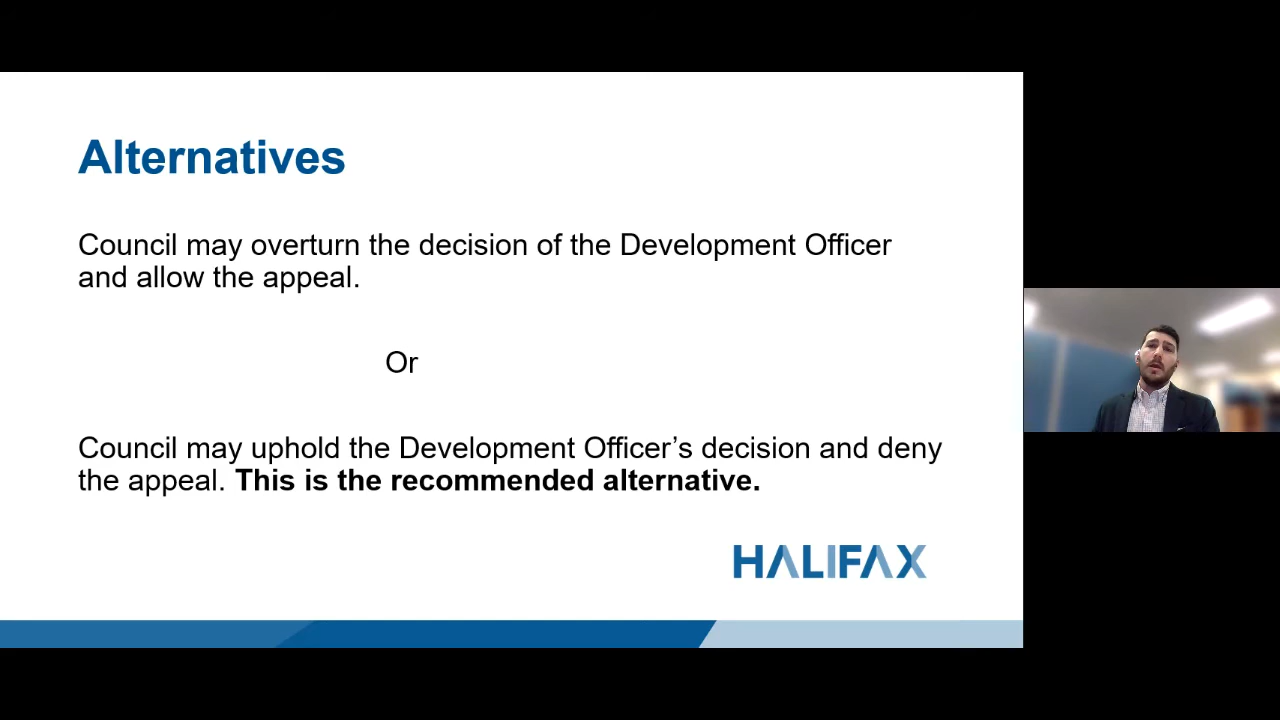 Alternatives
Council may overturn the decision of the Development Officer
and allow the appeal.
Or
Council may uphold the Development Officer’s decision and deny
the appeal. This is the recommended alternative.
HALIFAX